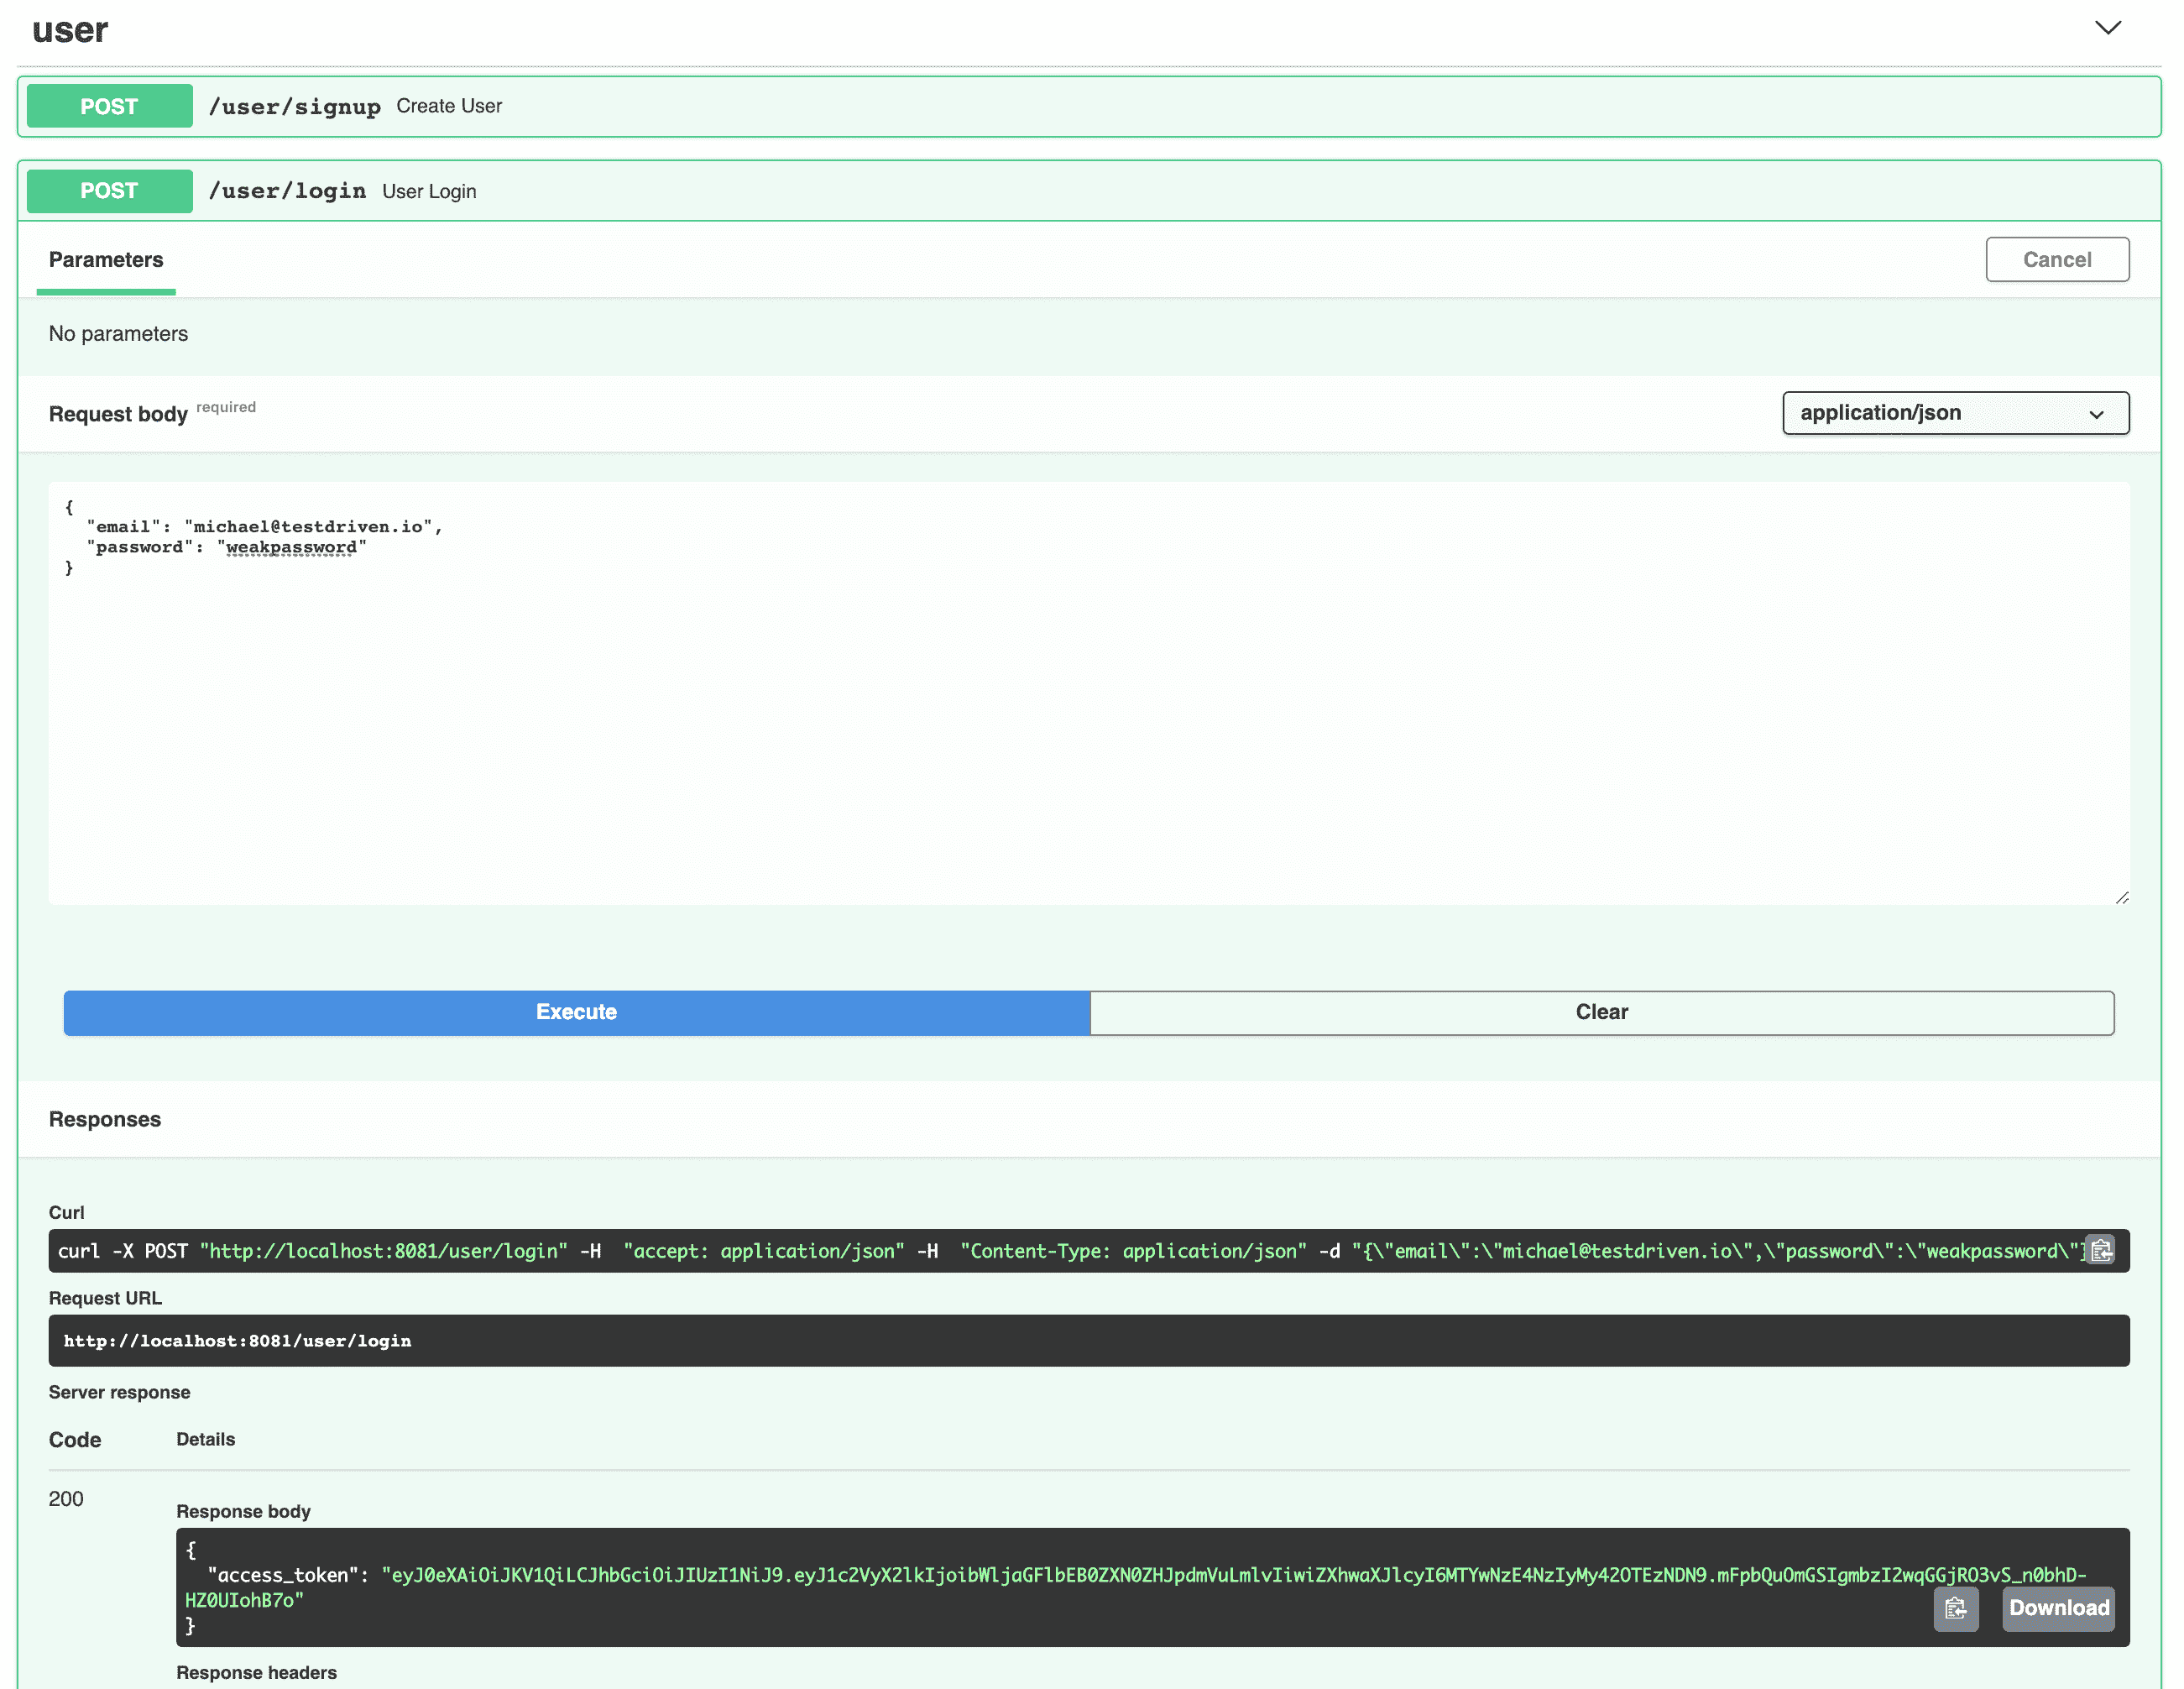 user
POST /user/signup Create User
POST /user/login User Login
Parameters
Cancel
No parameters
Request body required
application/json
{
  "email": "michael@testdriven.io",
  "password": "weakpassword"
}
Execute
Clear
Responses
Curl
curl -X POST "http://localhost:8081/user/login" -H  "accept: application/json" -H  "Content-Type: application/json" -d "{\"email\":\"michael@testdriven.io\",\"password\":\"weakpassword\"}
Request URL
http://localhost:8081/user/login
Server response
Code Details
200
Response body
{
  "access_token": "eyJ0eXAiOiJKV1QiLCJhbGciOiJIUzI1NiJ9.eyJ1c2VyX2lkIjoibWljaGFlbEB0ZXN0ZHJpdmVuLmlvIiwiZXhwaXJlcyI6MTYwNzE4NzIyMy42OTEzNDN9.mFpbQuOmGSIgmbzI2wqGGjRO3vS_n0bhD-
HZ0UIohB7o"
}
Download
Response headers